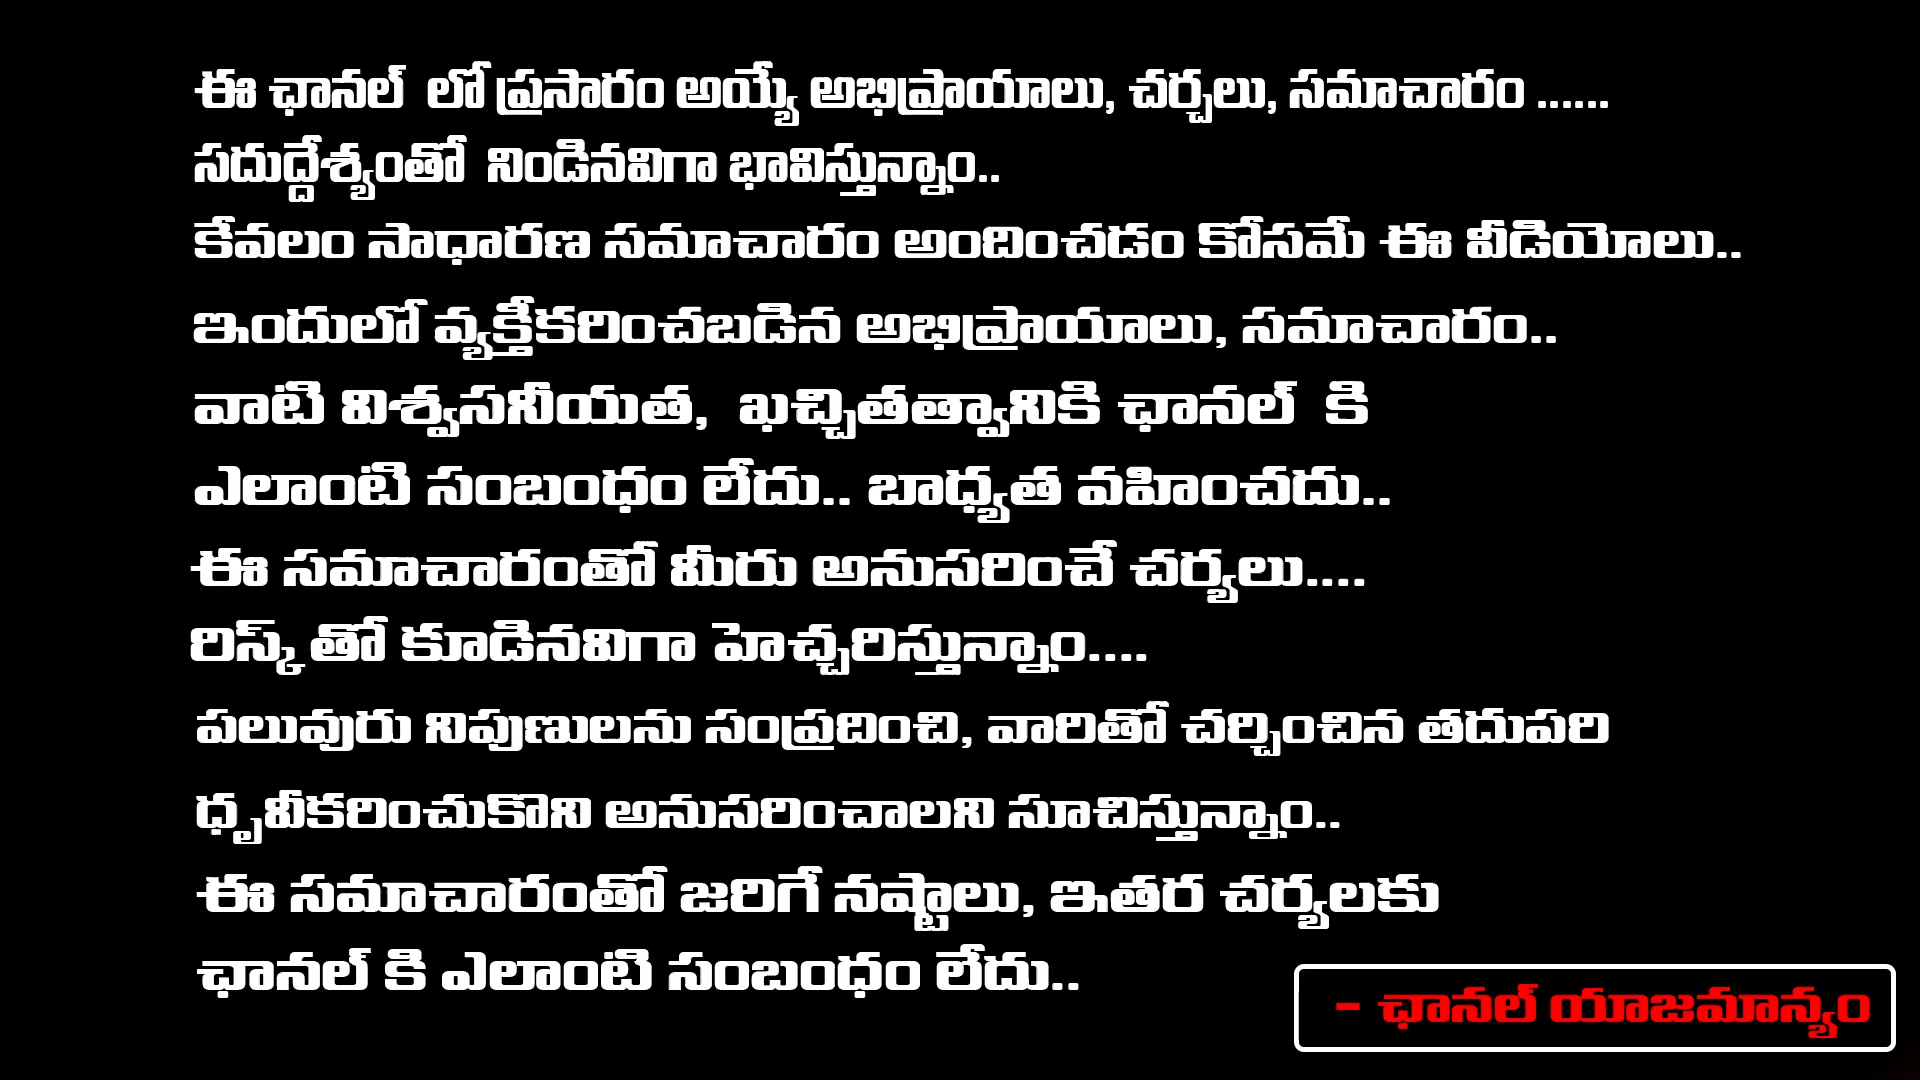 ఈ ఛానల్ లో ప్రసారం అయ్యే అభిప్రాయాలు, చర్చలు, సమాచారం ......
సదుద్దేశ్యంతో నిండినవిగా భావిస్తున్నాం..
కేవలం సాధారణ సమాచారం అందించడం కోసమే ఈ వీడియోలు..
ఇందులో వ్యక్తీకరించబడిన అభిప్రాయాలు, సమాచారం..
వాటి విశ్వసనీయత, ఖచ్చితత్వానికి ఛానల్ కి
ఎలాంటి సంబంధం లేదు.. బాధ్యత వహించదు..
ఈ సమాచారంతో మీరు అనుసరించే చర్యలు....
రిస్క్ తో కూడినవిగా హెచ్చరిస్తున్నాం....
పలువురు నిపుణులను సంప్రదించి, వారితో చర్చించిన తదుపరి
ధృవీకరించుకొని అనుసరించాలని సూచిస్తున్నాం..
ఈ సమాచారంతో జరిగే నష్టాలు, ఇతర చర్యలకు
ఛానల్ కి ఎలాంటి సంబంధం లేదు..
- ఛానల్ యాజమాన్యం